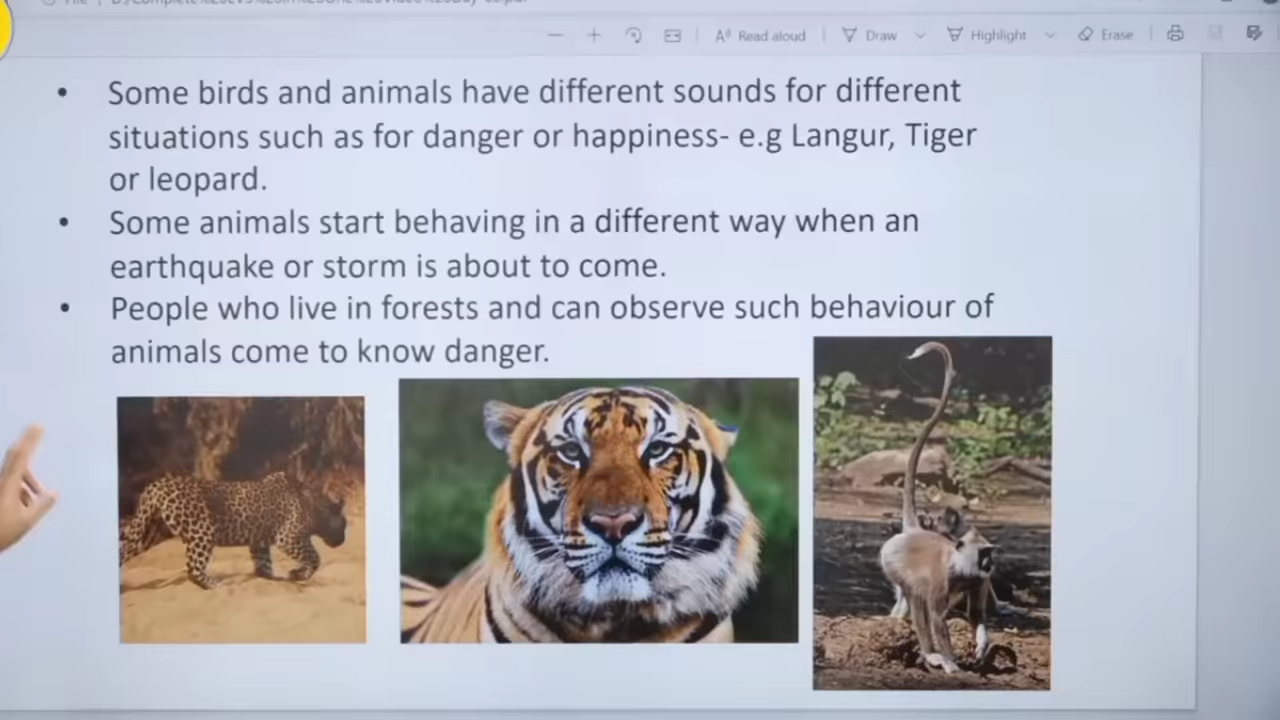 Read aloud
Draw
Highlight
Erase
• Some birds and animals have different sounds for different
situations such as for danger or happiness- e.g Langur, Tiger
or leopard.
• Some animals start behaving in a different way when an
earthquake or storm is about to come.
• People who live in forests and can observe such behaviour of
animals come to know danger.